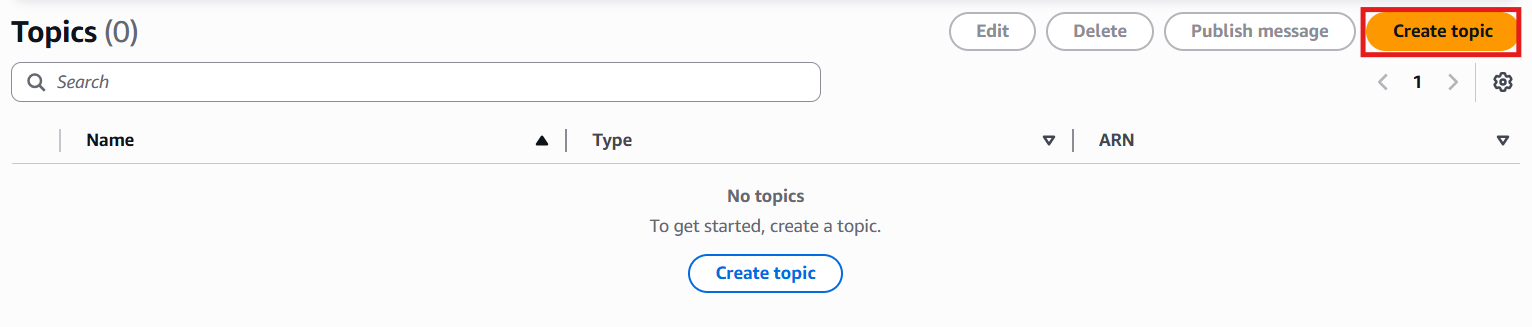 Topics (0)
Edit
Delete
Publish message
Create topic
Search
1
Name
Type
ARN
No topics
To get started, create a topic.
Create topic